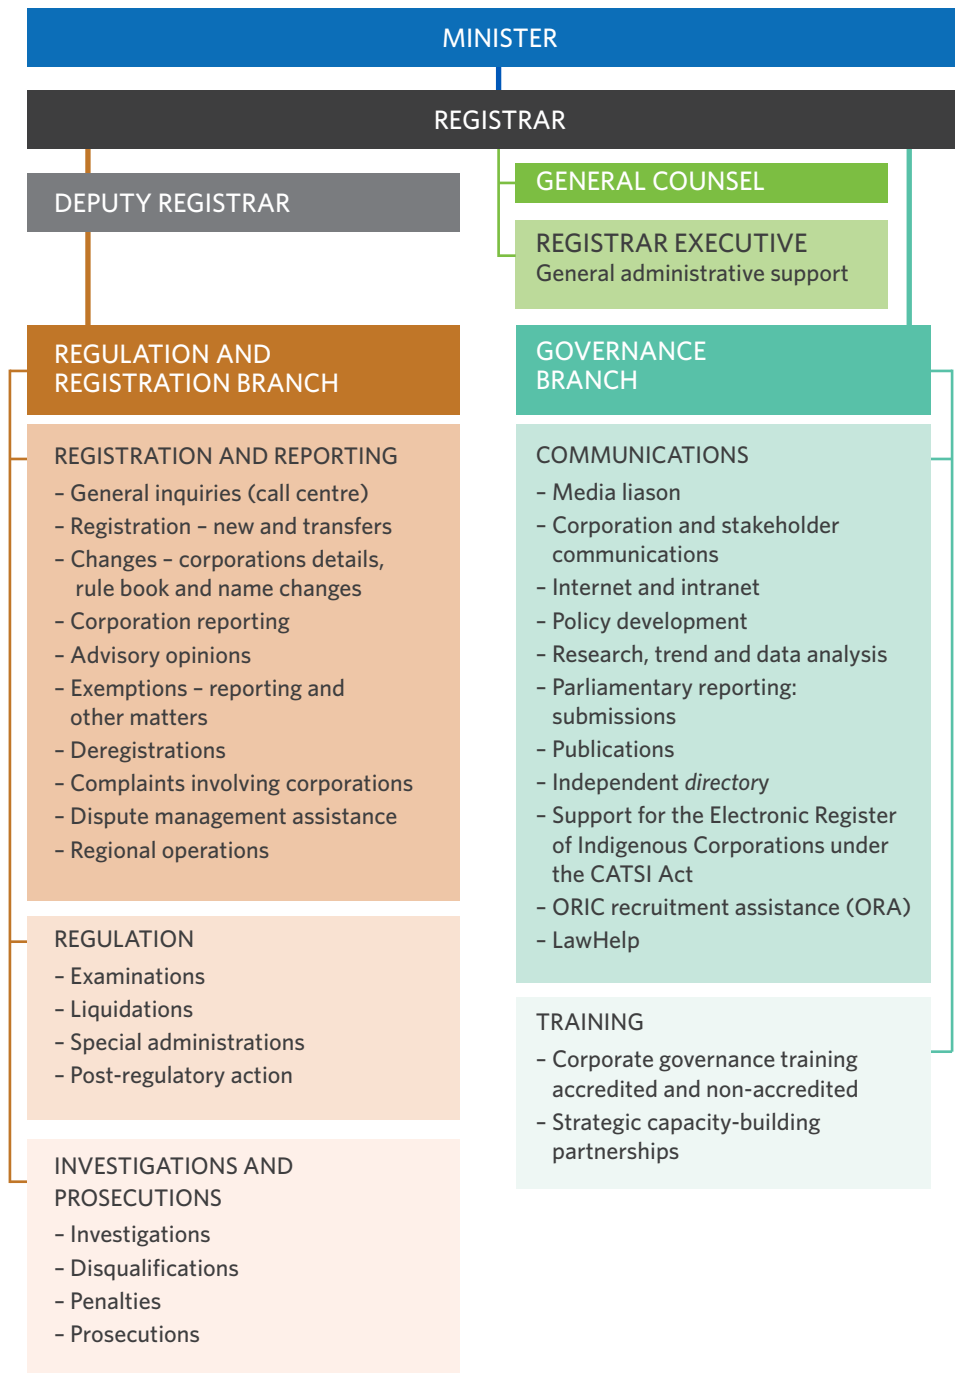 MINISTER
REGISTRAR
DEPUTY REGISTRAR
GENERAL COUNSEL
REGISTRAR EXECUTIVE
General administrative support
REGULATION AND
REGISTRATION BRANCH
REGISTRATION AND REPORTING
– General inquiries (call centre)
– Registration – new and transfers
– Changes – corporations details,
rule book and name changes
– Corporation reporting
– Advisory opinions
– Exemptions – reporting and
other matters
– Deregistrations
– Complaints involving corporations
– Dispute management assistance
– Regional operations
REGULATION
– Examinations
– Liquidations
– Special administrations
– Post-regulatory action
INVESTIGATIONS AND
PROSECUTIONS
– Investigations
– Disqualifications
– Penalties
– Prosecutions
GOVERNANCE
BRANCH
COMMUNICATIONS
– Media liason
– Corporation and stakeholder
communications
– Internet and intranet
– Policy development
– Research, trend and data analysis
– Parliamentary reporting:
submissions
– Publications
– Independent directory
– Support for the Electronic Register
of Indigenous Corporations under
the CATSI Act
– ORIC recruitment assistance (ORA)
– LawHelp
TRAINING
– Corporate governance training
accredited and non-accredited
– Strategic capacity-building
partnerships